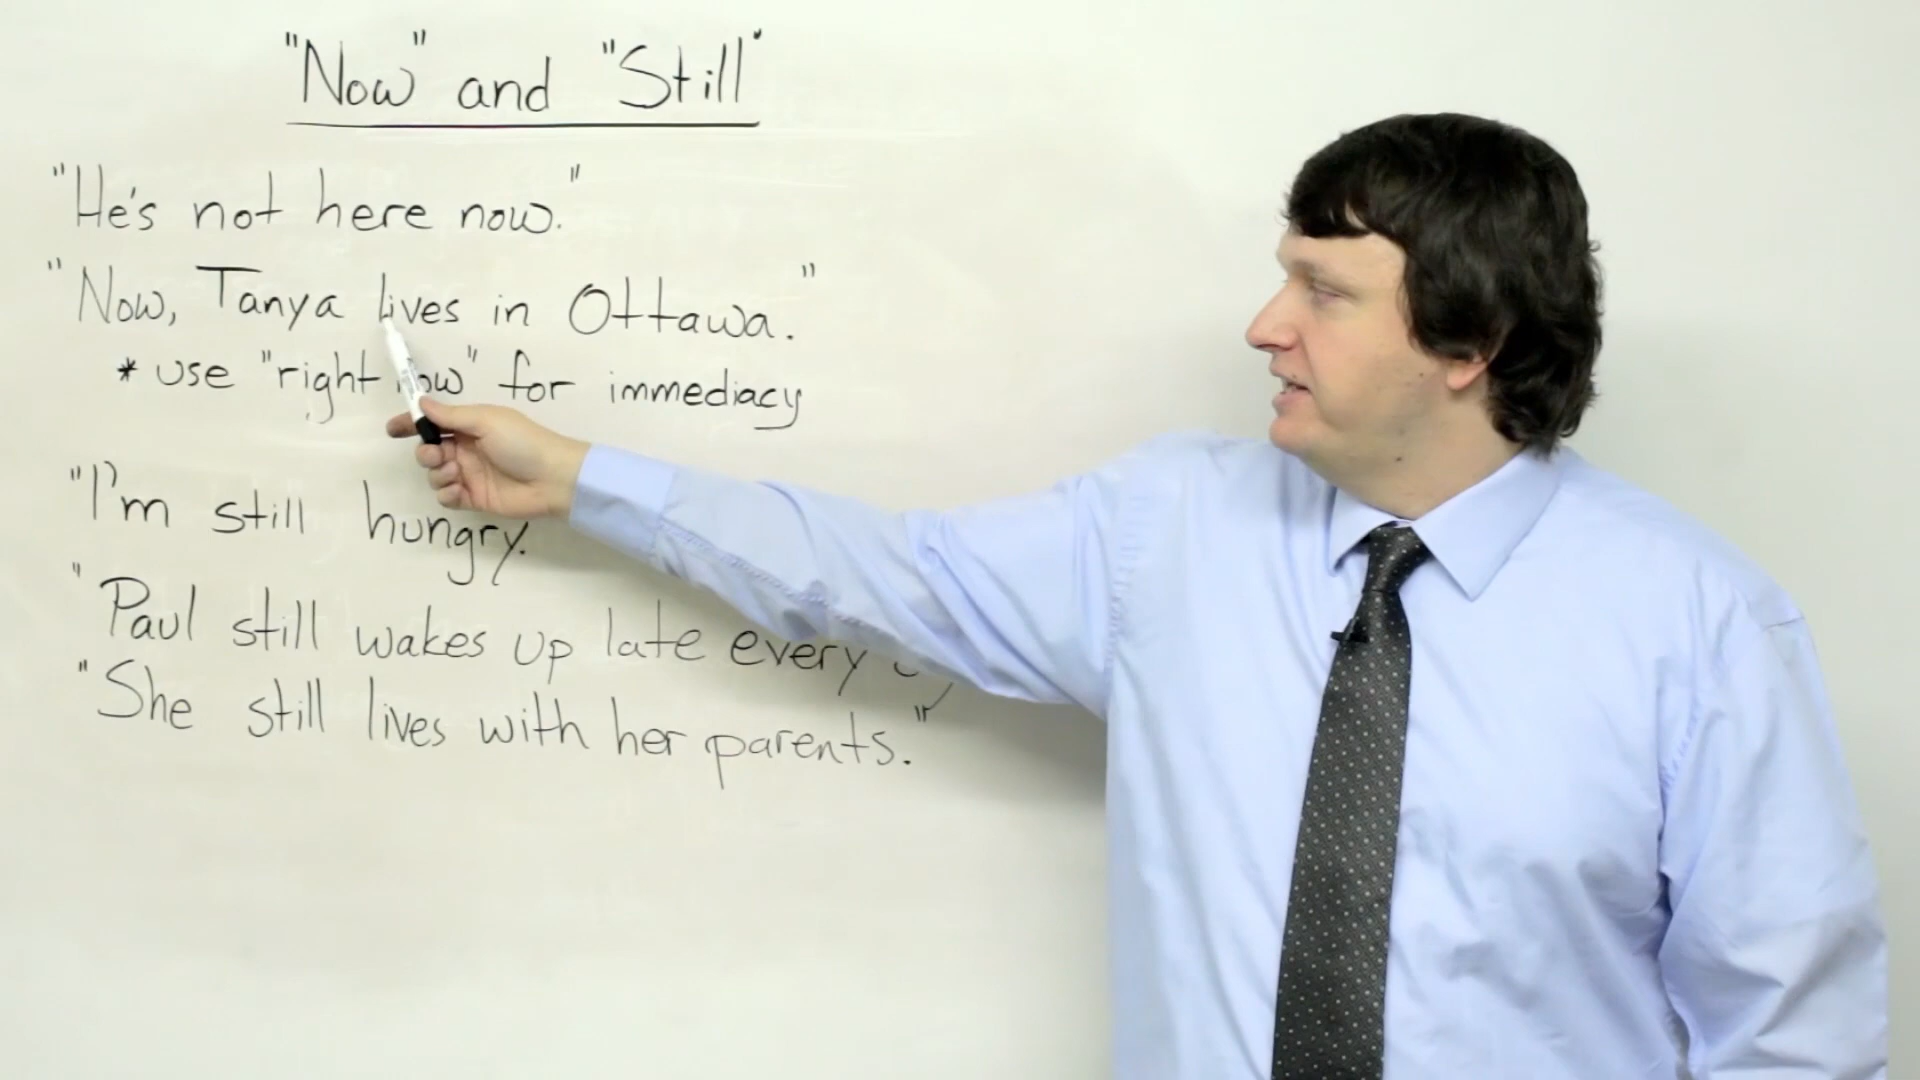 "Now" and "Still"
"He's not here now."
"Now, Tanya lives in Ottawa."
* use "right now" for immediacy
"I'm still hungry.
"Paul still wakes up late every
"She still lives with her parents."